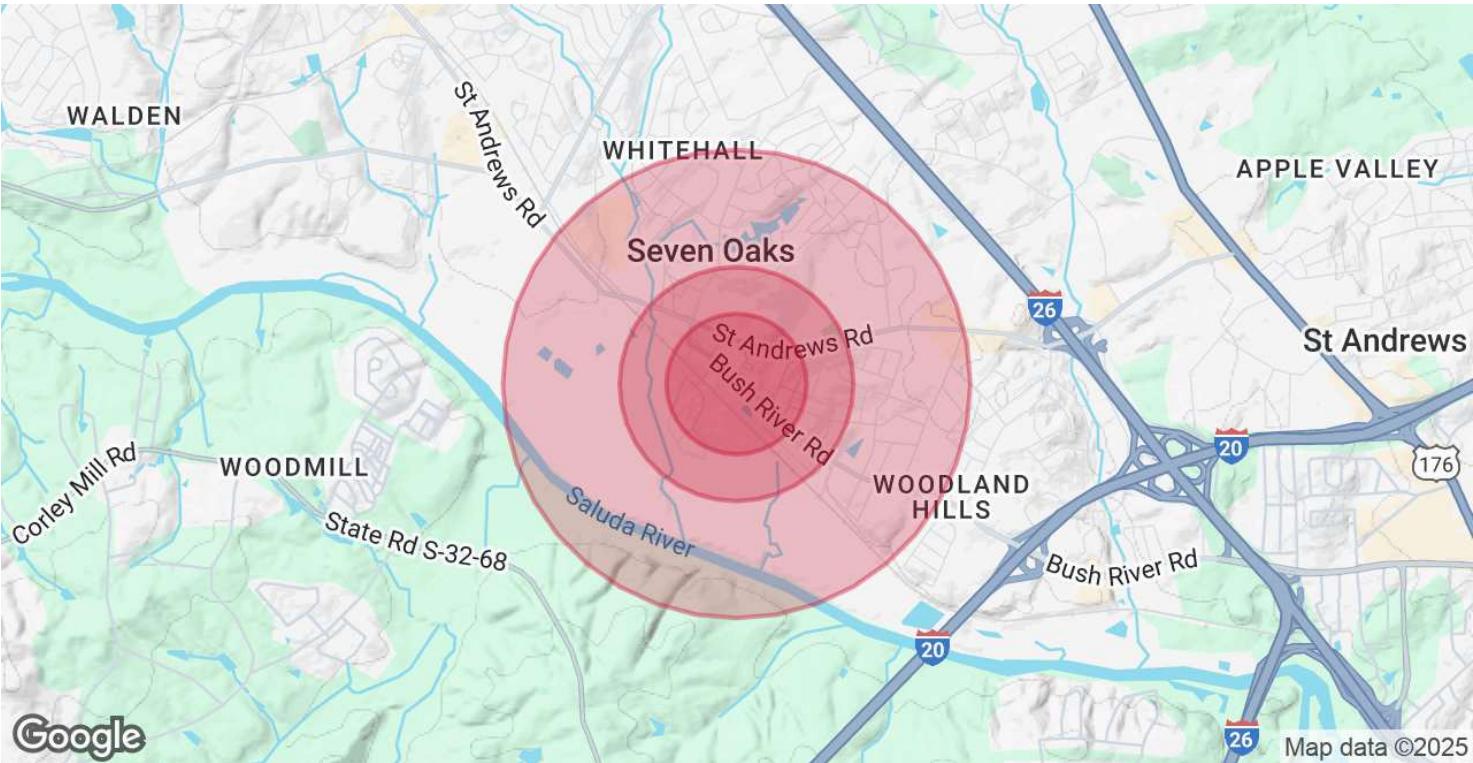 WALDEN
St Andrews Rd
WHITEHALL
APPLE VALLEY
Seven Oaks
26
St Andrews
St Andrews Rd
Bush River Rd
20
176
WOODMILL
Corley Mill Rd
WOODLAND
HILLS
Saluda River
State Rd S-32-68
Bush River Rd
20
26
Google
Map data ©2025